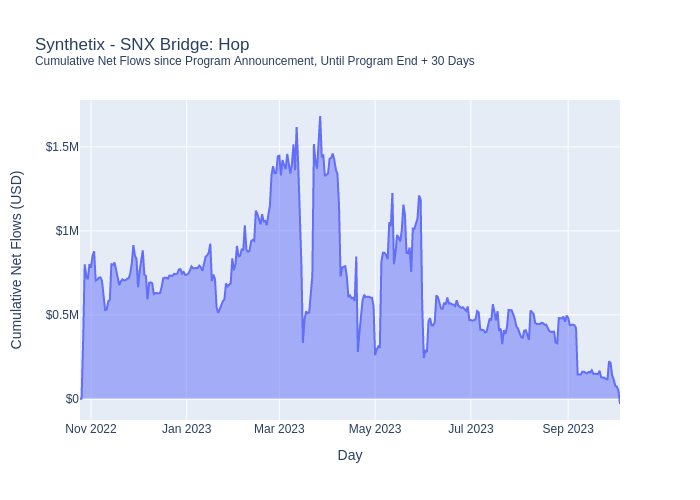 Synthetix - SNX Bridge: Hop
Cumulative Net Flows since Program Announcement, Until Program End + 30 Days
Cumulative Net Flows (USD)
$1.5M
$1M
$0.5M
$0
Nov 2022 Jan 2023 Mar 2023 May 2023 Jul 2023 Sep 2023
Day